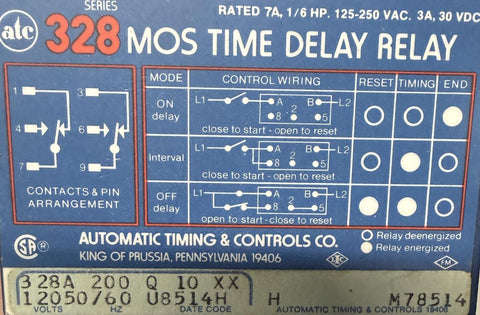 SERIES
RATED 7A, 1/6 HP. 125-250 VAC. 3A, 30 VDC
atc
328 MOS TIME DELAY RELAY
MODE CONTROL WIRING RESET TIMING END
1 3
4 6
7 9
CONTACTS & PIN
ARRANGEMENT
ON
delay
L1 A B L2
8 2 5
close to start - open to reset
Interval
L1 A B L2
8 2 5
close to start - open to reset
OFF
delay
L1 A B L2
8 2 5
open to start - close to reset
Relay deenergized
Relay energized
SA
AUTOMATIC TIMING & CONTROLS CO.
KING OF PRUSSIA, PENNSYLVANIA 19406
FM
328A 200 Q 10 XX
12050/60 U8514H H M78514
VOLTS HZ DATE CODE AUTOMATIC TIMING & CONTROLS 19406